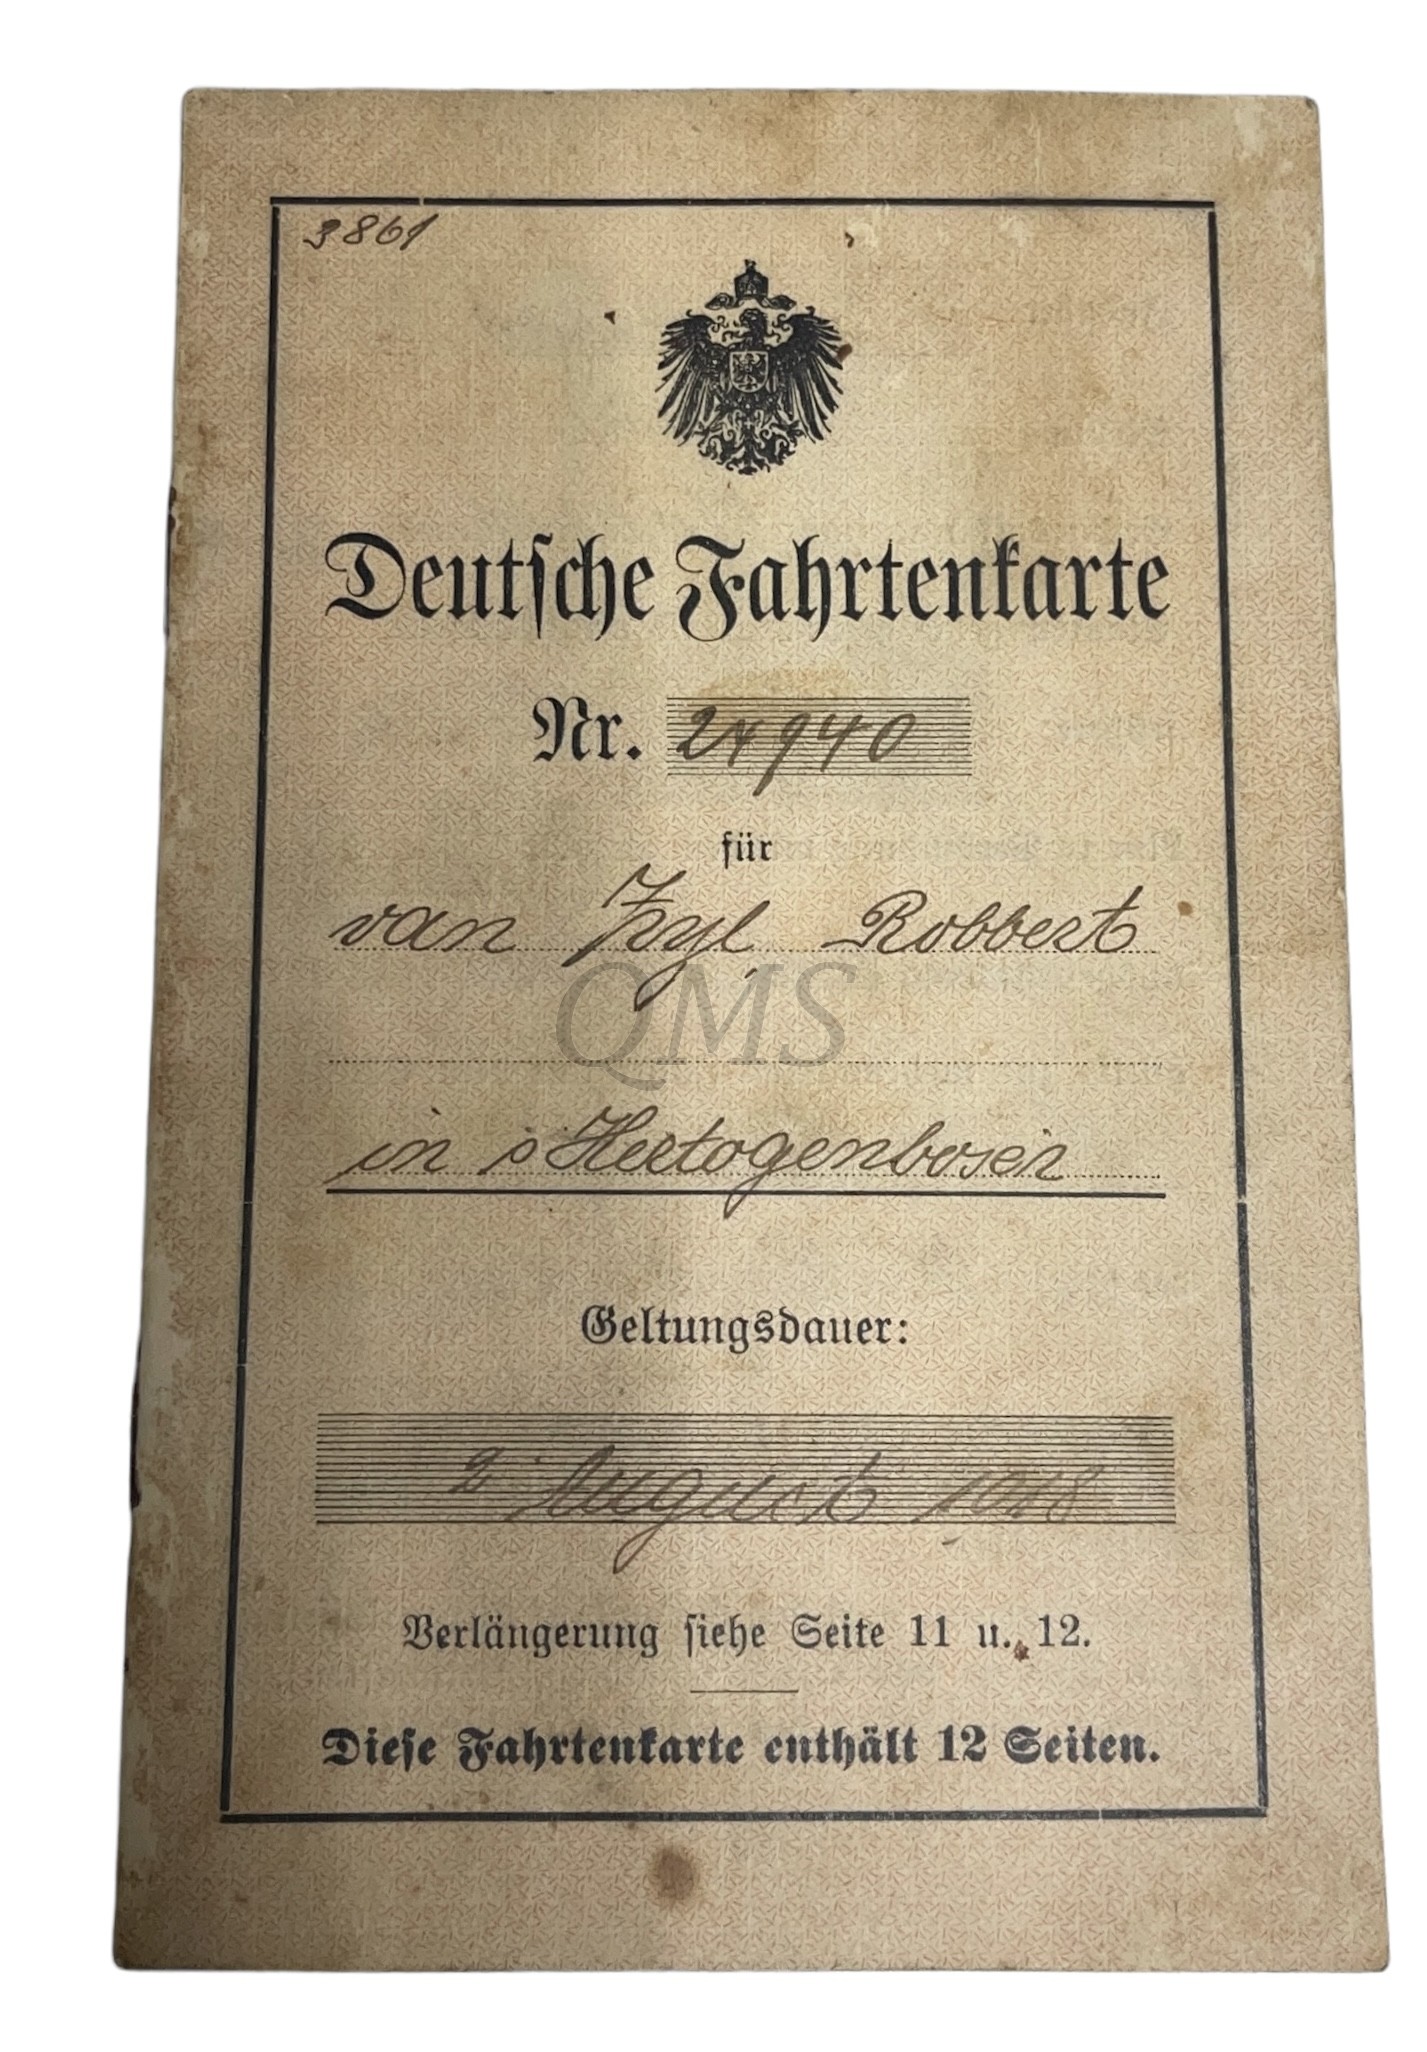 3861
Deutsche Fahrtenkarte
Nr. 24940
für
van Zyl, Robbert
QMS
in s'Hertogenbosch
Geltungsdauer:
2 August 1918
Verlängerung siehe Seite 11 u. 12.
Diese Fahrtenkarte enthält 12 Seiten.